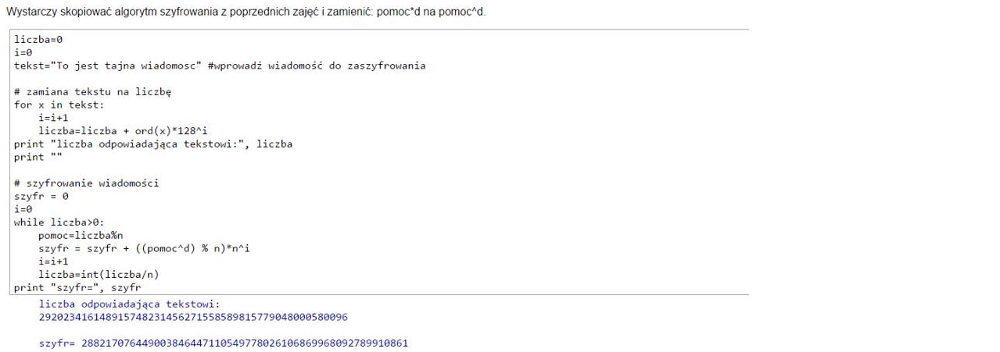 Wystarczy skopiować algorytm szyfrowania z poprzednich zajęć i zamienić: pomoc*d na pomoc^d.
liczba=0
i=0
tekst="To jest tajna wiadomosc" #wprowadź wiadomość do zaszyfrowania
# zamiana tekstu na liczbę
for x in tekst:
    i=i+1
    liczba=liczba + ord(x)*128^i
print "liczba odpowiadająca tekstowi:", liczba
print ""
# szyfrowanie wiadomości
szyfr = 0
i=0
while liczba>0:
    pomoc=liczba%n
    szyfr = szyfr + ((pomoc^d) % n)*n^i
    i=i+1
    liczba=int(liczba/n)
print "szyfr=", szyfr
liczba odpowiadająca tekstowi:
29202341614891574823145627155858981577904800058009​6
szyfr= 288217076449003846447110549778026106869968092789910861